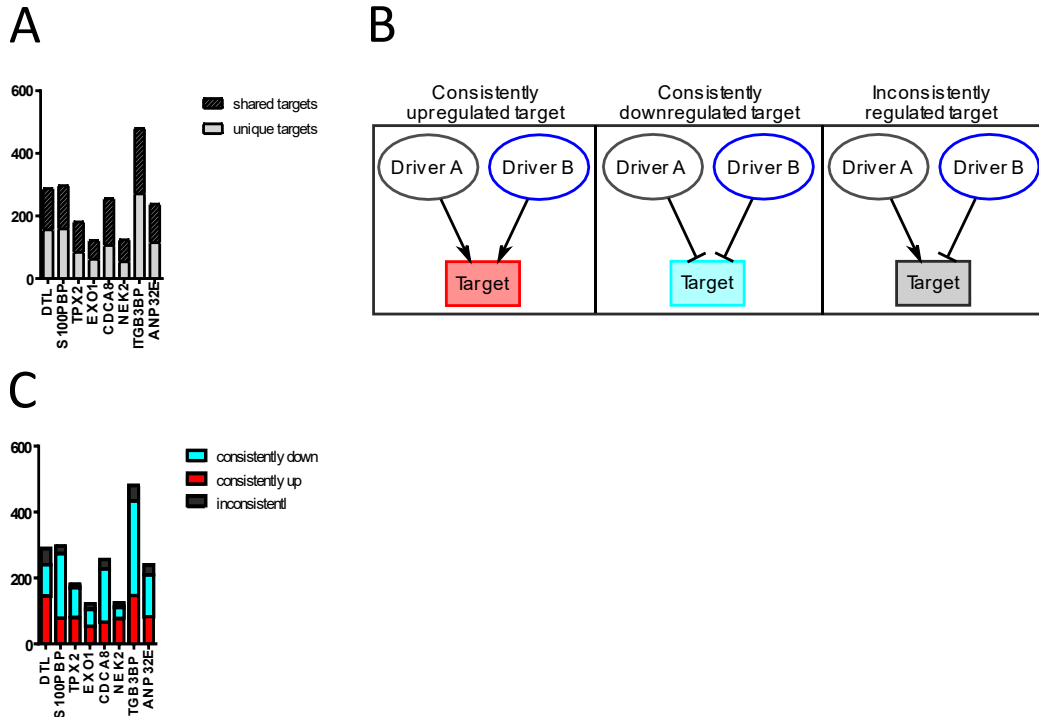 A
600
400
200
0
shared targets
unique targets
DTL
S100PBP
TPX2
EXO1
CDCA8
NEK2
ITGB3BP
ANP32E
B
Consistently
upregulated target
Consistently
downregulated target
Inconsistently
regulated target
Driver A
Driver B
Target
Driver A
Driver B
Target
Driver A
Driver B
Target
C
600
400
200
0
consistently down
consistently up
inconsistentl
DTL
S100PBP
TPX2
EXO1
CDCA8
NEK2
TGB3BP
ANP32E